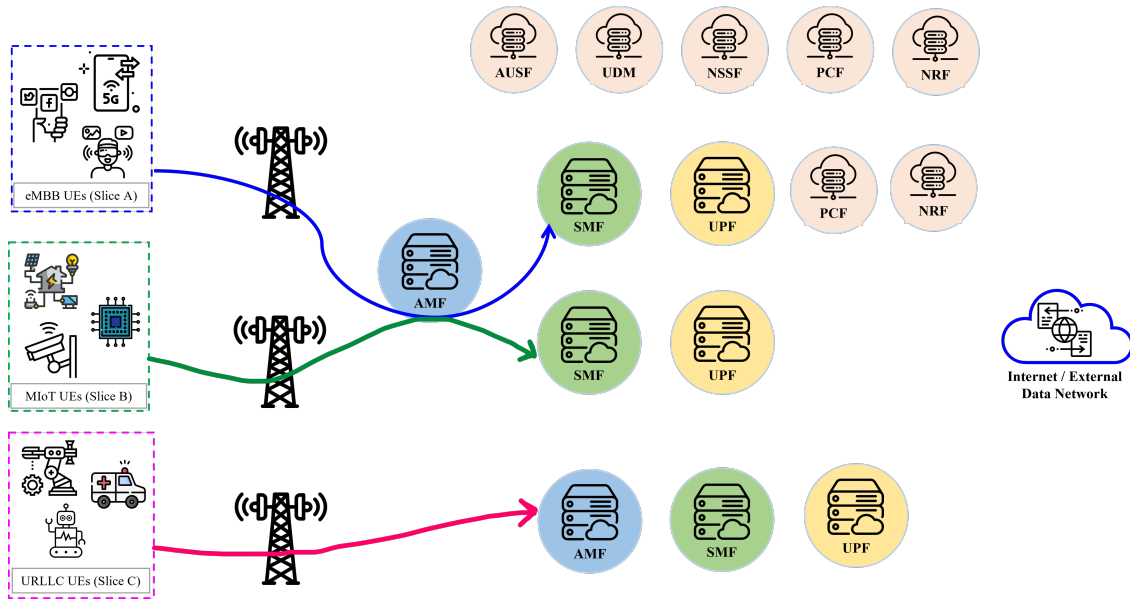 AUSF
UDM
NSSF
PCF
NRF
5G
eMBB UEs (Slice A)
SMF
UPF
PCF
NRF
AMF
MIoT UEs (Slice B)
SMF
UPF
Internet / External
Data Network
URLLC UEs (Slice C)
AMF
SMF
UPF